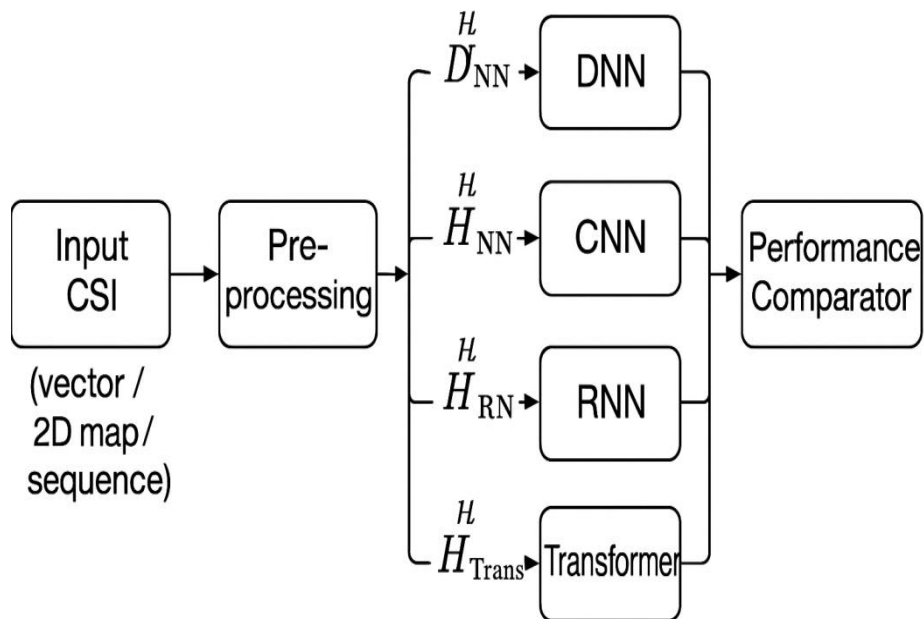 Input
CSI
(vector /
2D map /
sequence)
Pre-
processing
H
D_NN
DNN
H
H_NN
CNN
H
H_RN
RNN
H
H_Trans
Transformer
Performance
Comparator